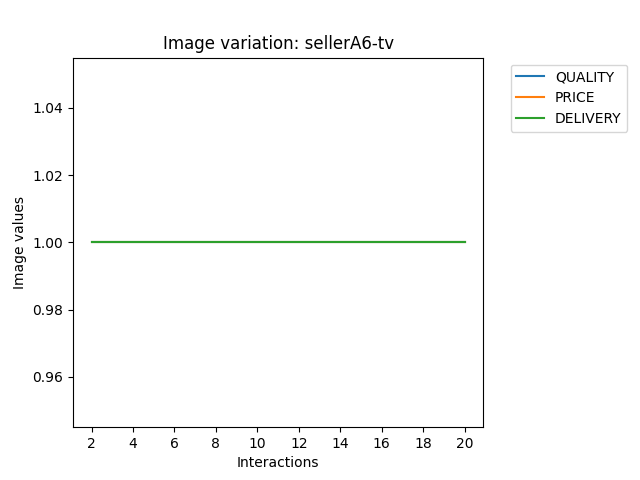 Image variation: sellerA6-tv
QUALITY
PRICE
DELIVERY
1.04
1.02
1.00
0.98
0.96
Image values
2 4 6 8 10 12 14 16 18 20
Interactions